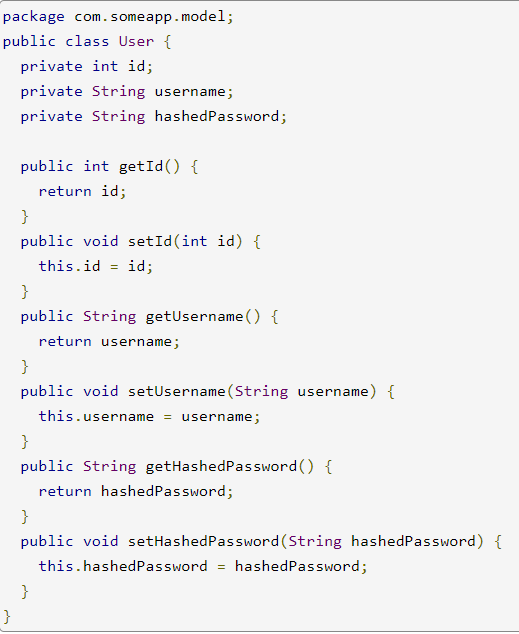 package com.someapp.model;
public class User {
  private int id;
  private String username;
  private String hashedPassword;

  public int getId() {
    return id;
  }
  public void setId(int id) {
    this.id = id;
  }
  public String getUsername() {
    return username;
  }
  public void setUsername(String username) {
    this.username = username;
  }
  public String getHashedPassword() {
    return hashedPassword;
  }
  public void setHashedPassword(String hashedPassword) {
    this.hashedPassword = hashedPassword;
  }
}